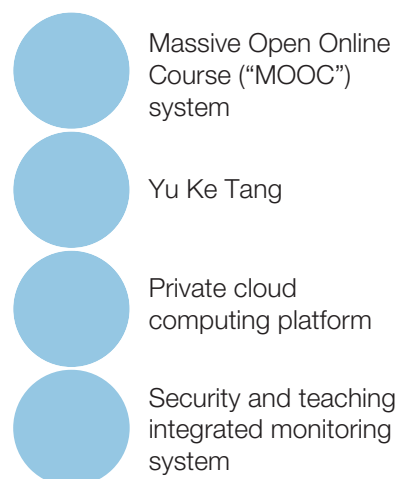 Massive Open Online
Course (“MOOC”)
system
Yu Ke Tang
Private cloud
computing platform
Security and teaching
integrated monitoring
system